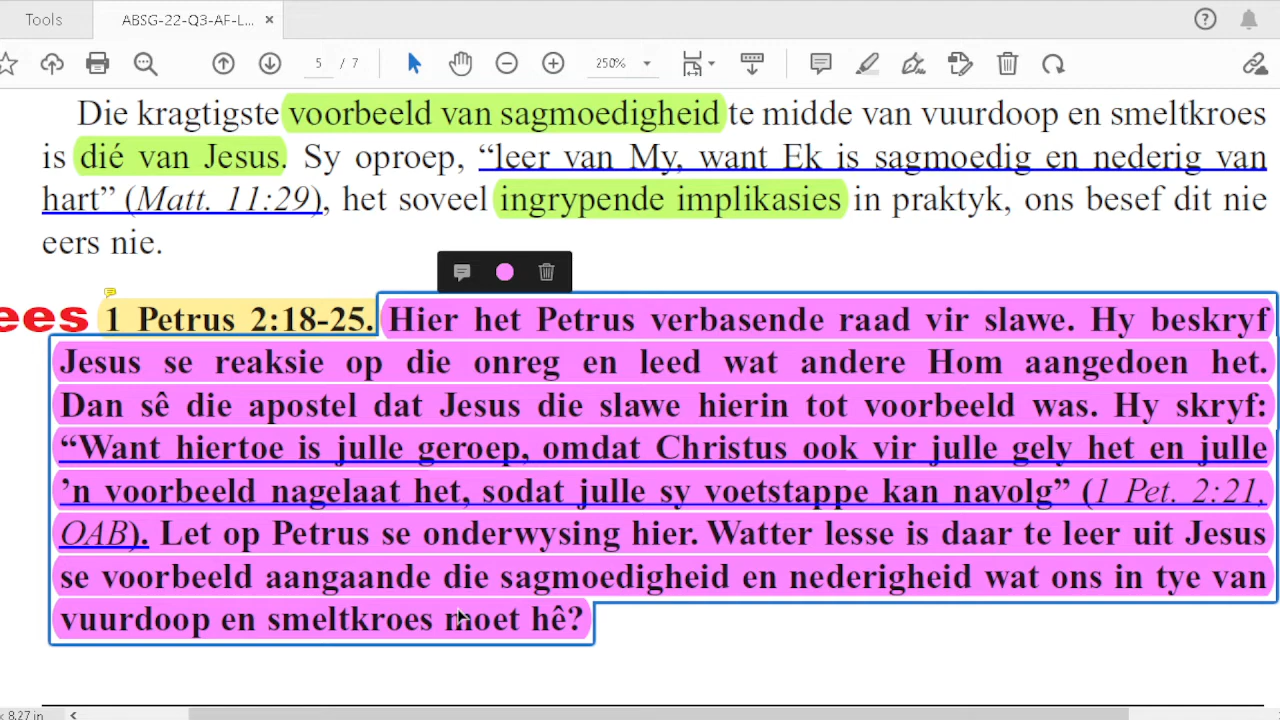 Tools
ABSG-22-Q3-AF-L... ×
5 / 7
250%
Die kragtigste voorbeeld van sagmoedigheid te midde van vuurdoop en smeltkroes
is dié van Jesus. Sy oproep, “leer van My, want Ek is sagmoedig en nederig van
hart” (Matt. 11:29), het soveel ingrypende implikasies in praktyk, ons besef dit nie
eers nie.
ees 1 Petrus 2:18-25. Hier het Petrus verbasende raad vir slawe. Hy beskryf
Jesus se reaksie op die onreg en leed wat andere Hom aangedoen het.
Dan sê die apostel dat Jesus die slawe hierin tot voorbeeld was. Hy skryf:
“Want hiertoe is julle geroep, omdat Christus ook vir julle gely het en julle
’n voorbeeld nagelaat het, sodat julle sy voetstappe kan navolg” (1 Pet. 2:21,
OAB). Let op Petrus se onderwysing hier. Watter lesse is daar te leer uit Jesus
se voorbeeld aangaande die sagmoedigheid en nederigheid wat ons in tye van
vuurdoop en smeltkroes moet hê?
x 8,27 in